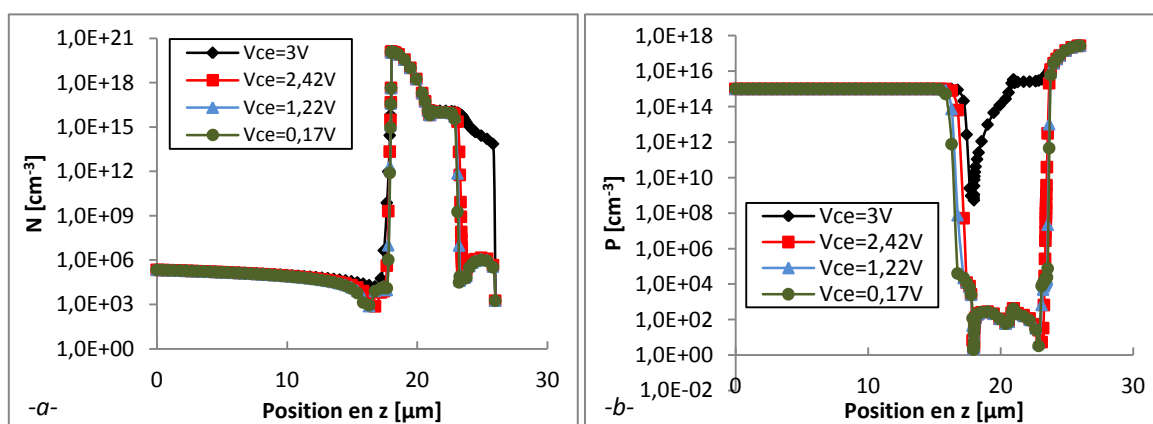 N [cm-3]
1,0E+21
1,0E+18
1,0E+15
1,0E+12
1,0E+09
1,0E+06
1,0E+03
1,0E+00
Vce=3V
Vce=2,42V
Vce=1,22V
Vce=0,17V
0
10
20
30
-a-
Position en z [µm]
P [cm-3]
1,0E+18
1,0E+16
1,0E+14
1,0E+12
1,0E+10
1,0E+08
1,0E+06
1,0E+04
1,0E+02
1,0E+00
1,0E-02
Vce=3V
Vce=2,42V
Vce=1,22V
Vce=0,17V
0
10
20
30
-b-
Position en z [µm]